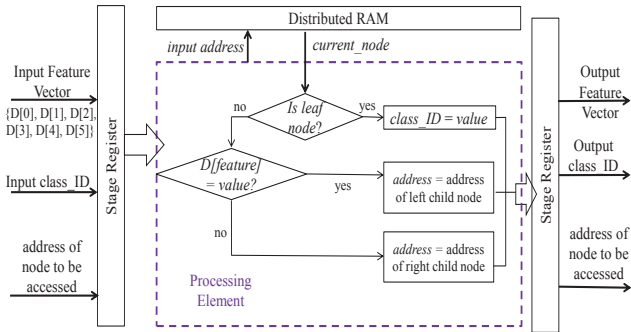 Distributed RAM
input address
current_node
Input Feature
Vector
{D[0], D[1], D[2],
D[3], D[4], D[5]}
Input class_ID
address of
node to be
accessed
Stage Register
Is leaf
node?
no
yes
class_ID = value
D[feature]
= value?
yes
address = address
of left child node
no
address = address
of right child node
Processing
Element
Stage Register
Output
Feature
Vector
Output
class_ID
address of
node to be
accessed